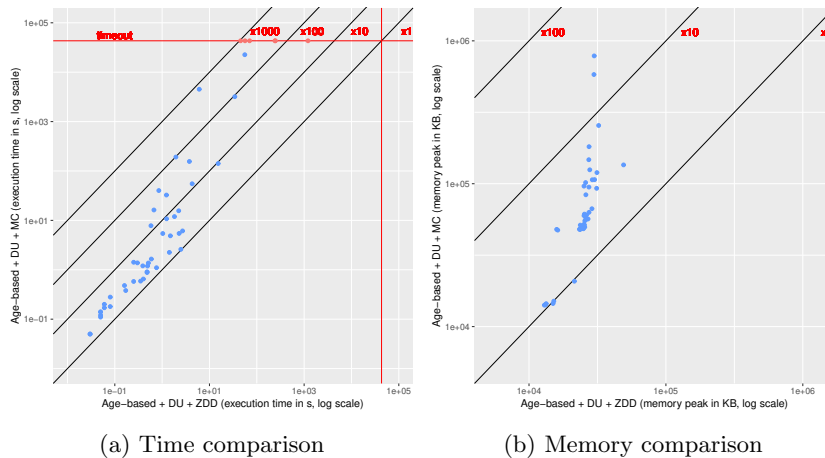 1e+05
1e+03
1e+01
1e−01
timeout
x1000
x100
x10
x1
1e−01
1e+01
1e+03
1e+05
Age−based + DU + MC (execution time in s, log scale)
Age−based + DU + ZDD (execution time in s, log scale)
(a) Time comparison
1e+06
1e+05
1e+04
x100
x10
1e+04
1e+05
1e+06
Age−based + DU + MC (memory peak in KB, log scale)
Age−based + DU + ZDD (memory peak in KB, log scale)
(b) Memory comparison